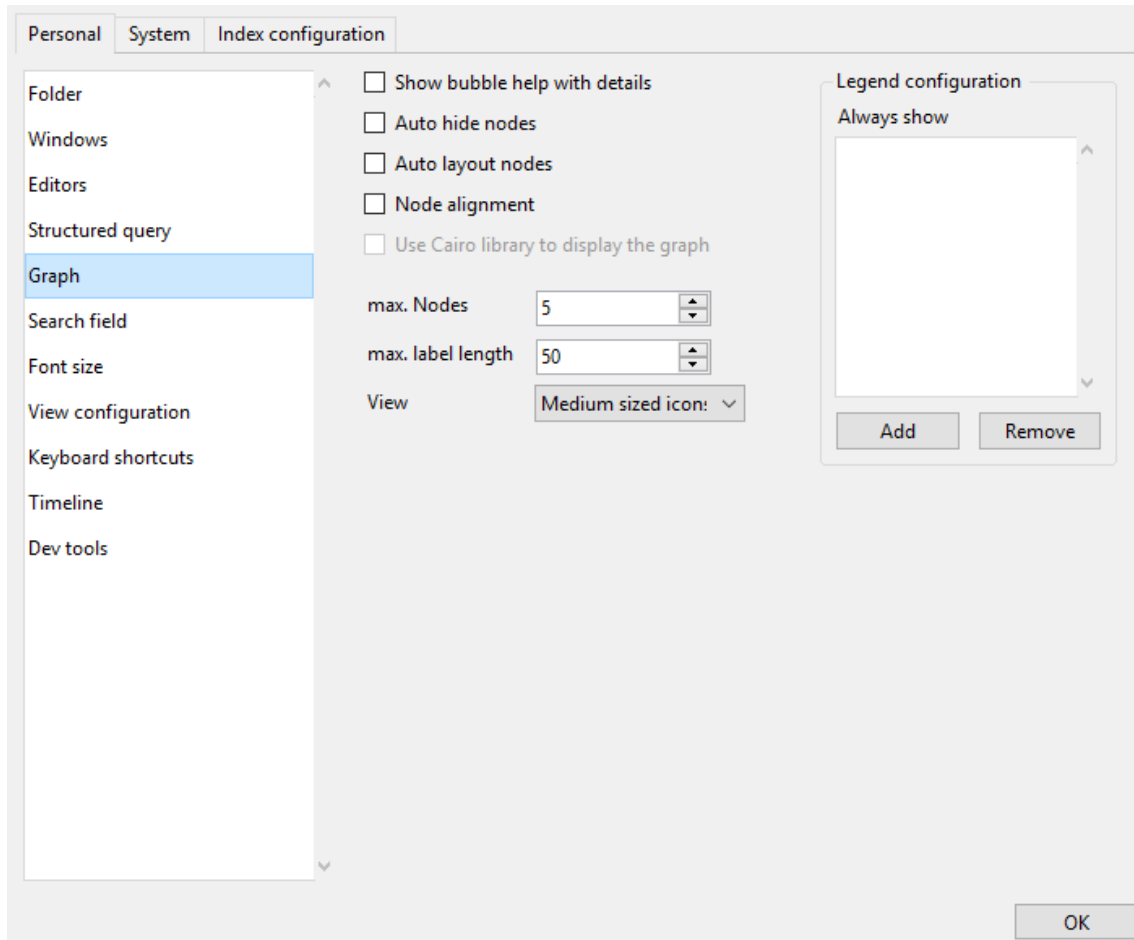 Personal System Index configuration
Folder
Windows
Editors
Structured query
Graph
Search field
Font size
View configuration
Keyboard shortcuts
Timeline
Dev tools
Show bubble help with details
Auto hide nodes
Auto layout nodes
Node alignment
Use Cairo library to display the graph
max. Nodes 5
max. label length 50
View Medium sized icons
Legend configuration
Always show
Add Remove
OK